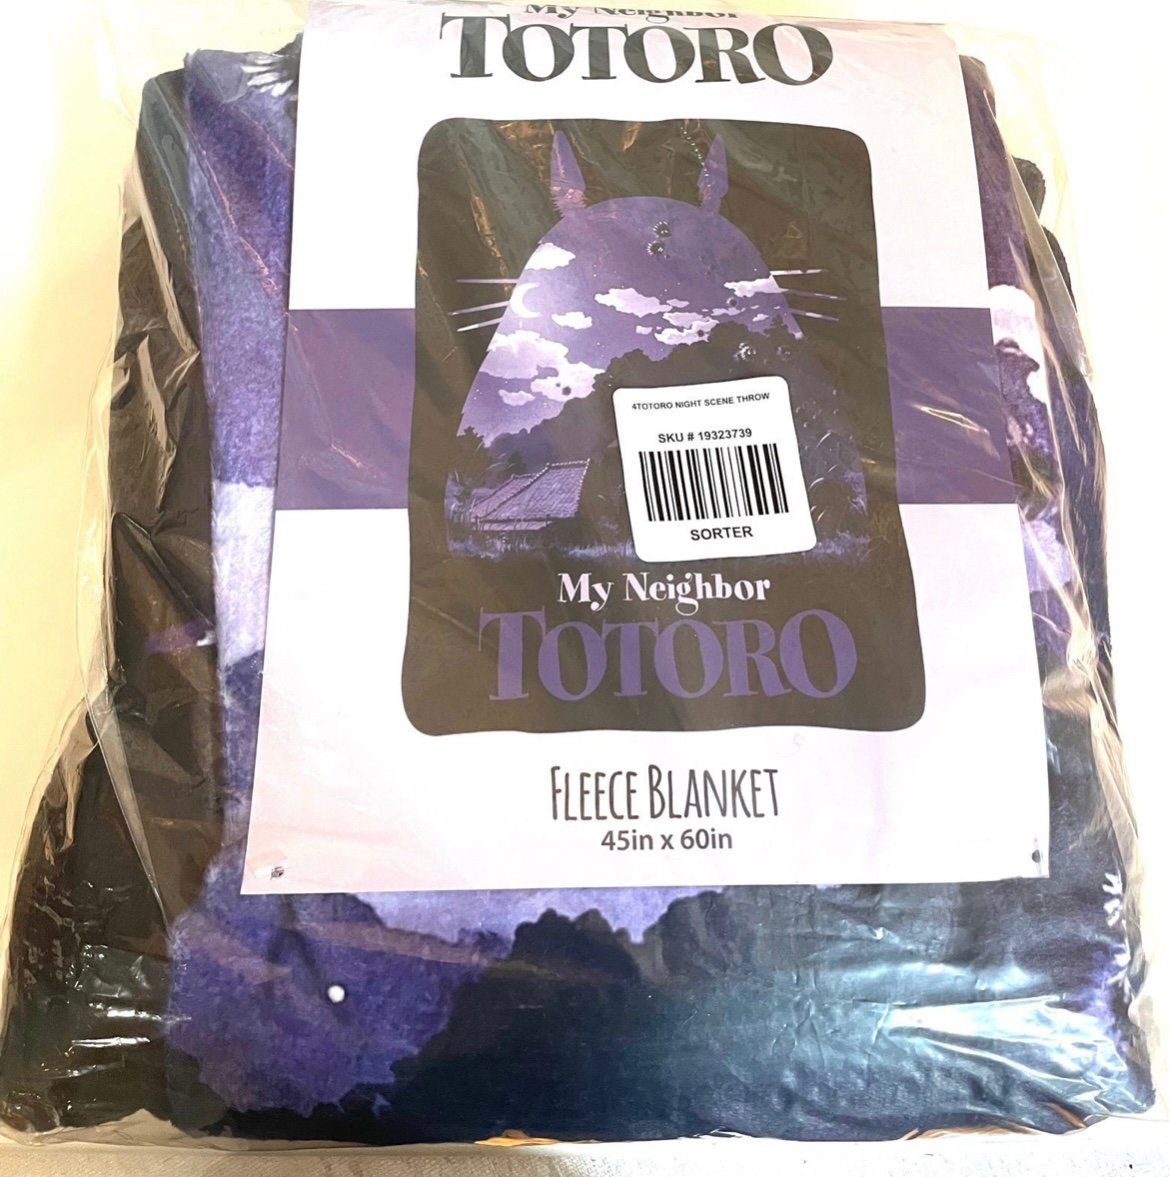 My Neighbor
TOTORO
4TOTORO NIGHT SCENE THROW
SKU # 19323739
SORTER
My Neighbor
TOTORO
FLEECE BLANKET
45in x 60in